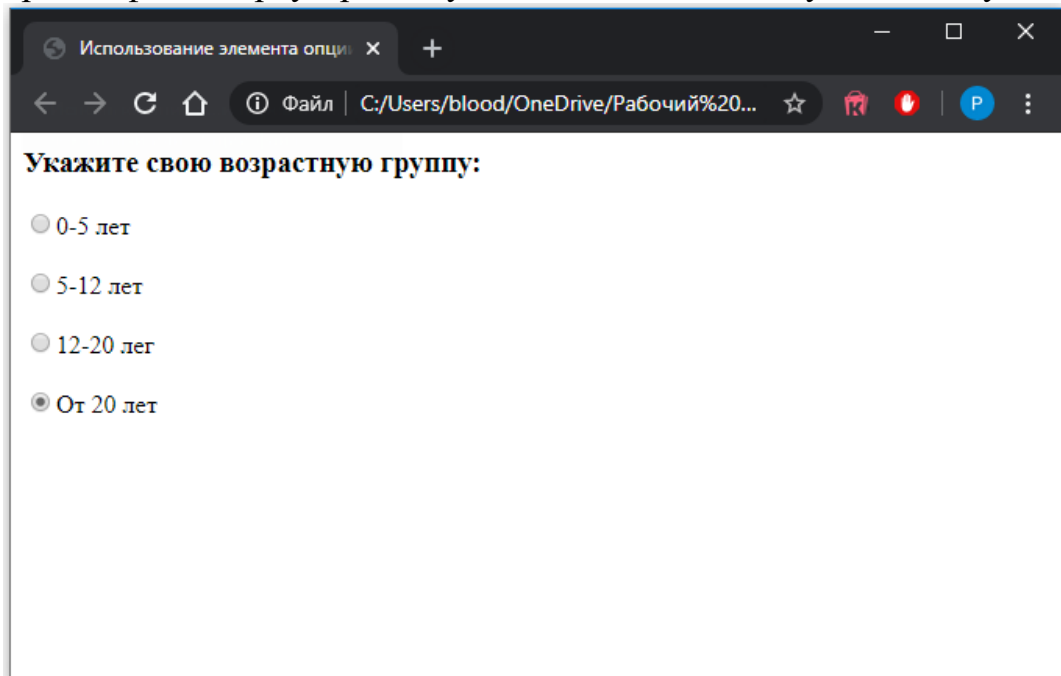 Использование элемента опци
Файл | C:/Users/blood/OneDrive/Рабочий%20...
P
Укажите свою возрастную группу:
0-5 лет
5-12 лет
12-20 лег
От 20 лет